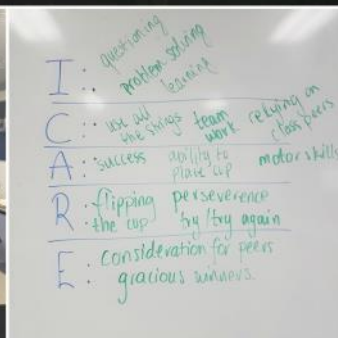 I : questioning
problem solving
learning
C : use all the things team work relying on class peers
A : success ability to place cup motor skills
R : flipping the cup perseverence try/try again
E : consideration for peers
gracious winners